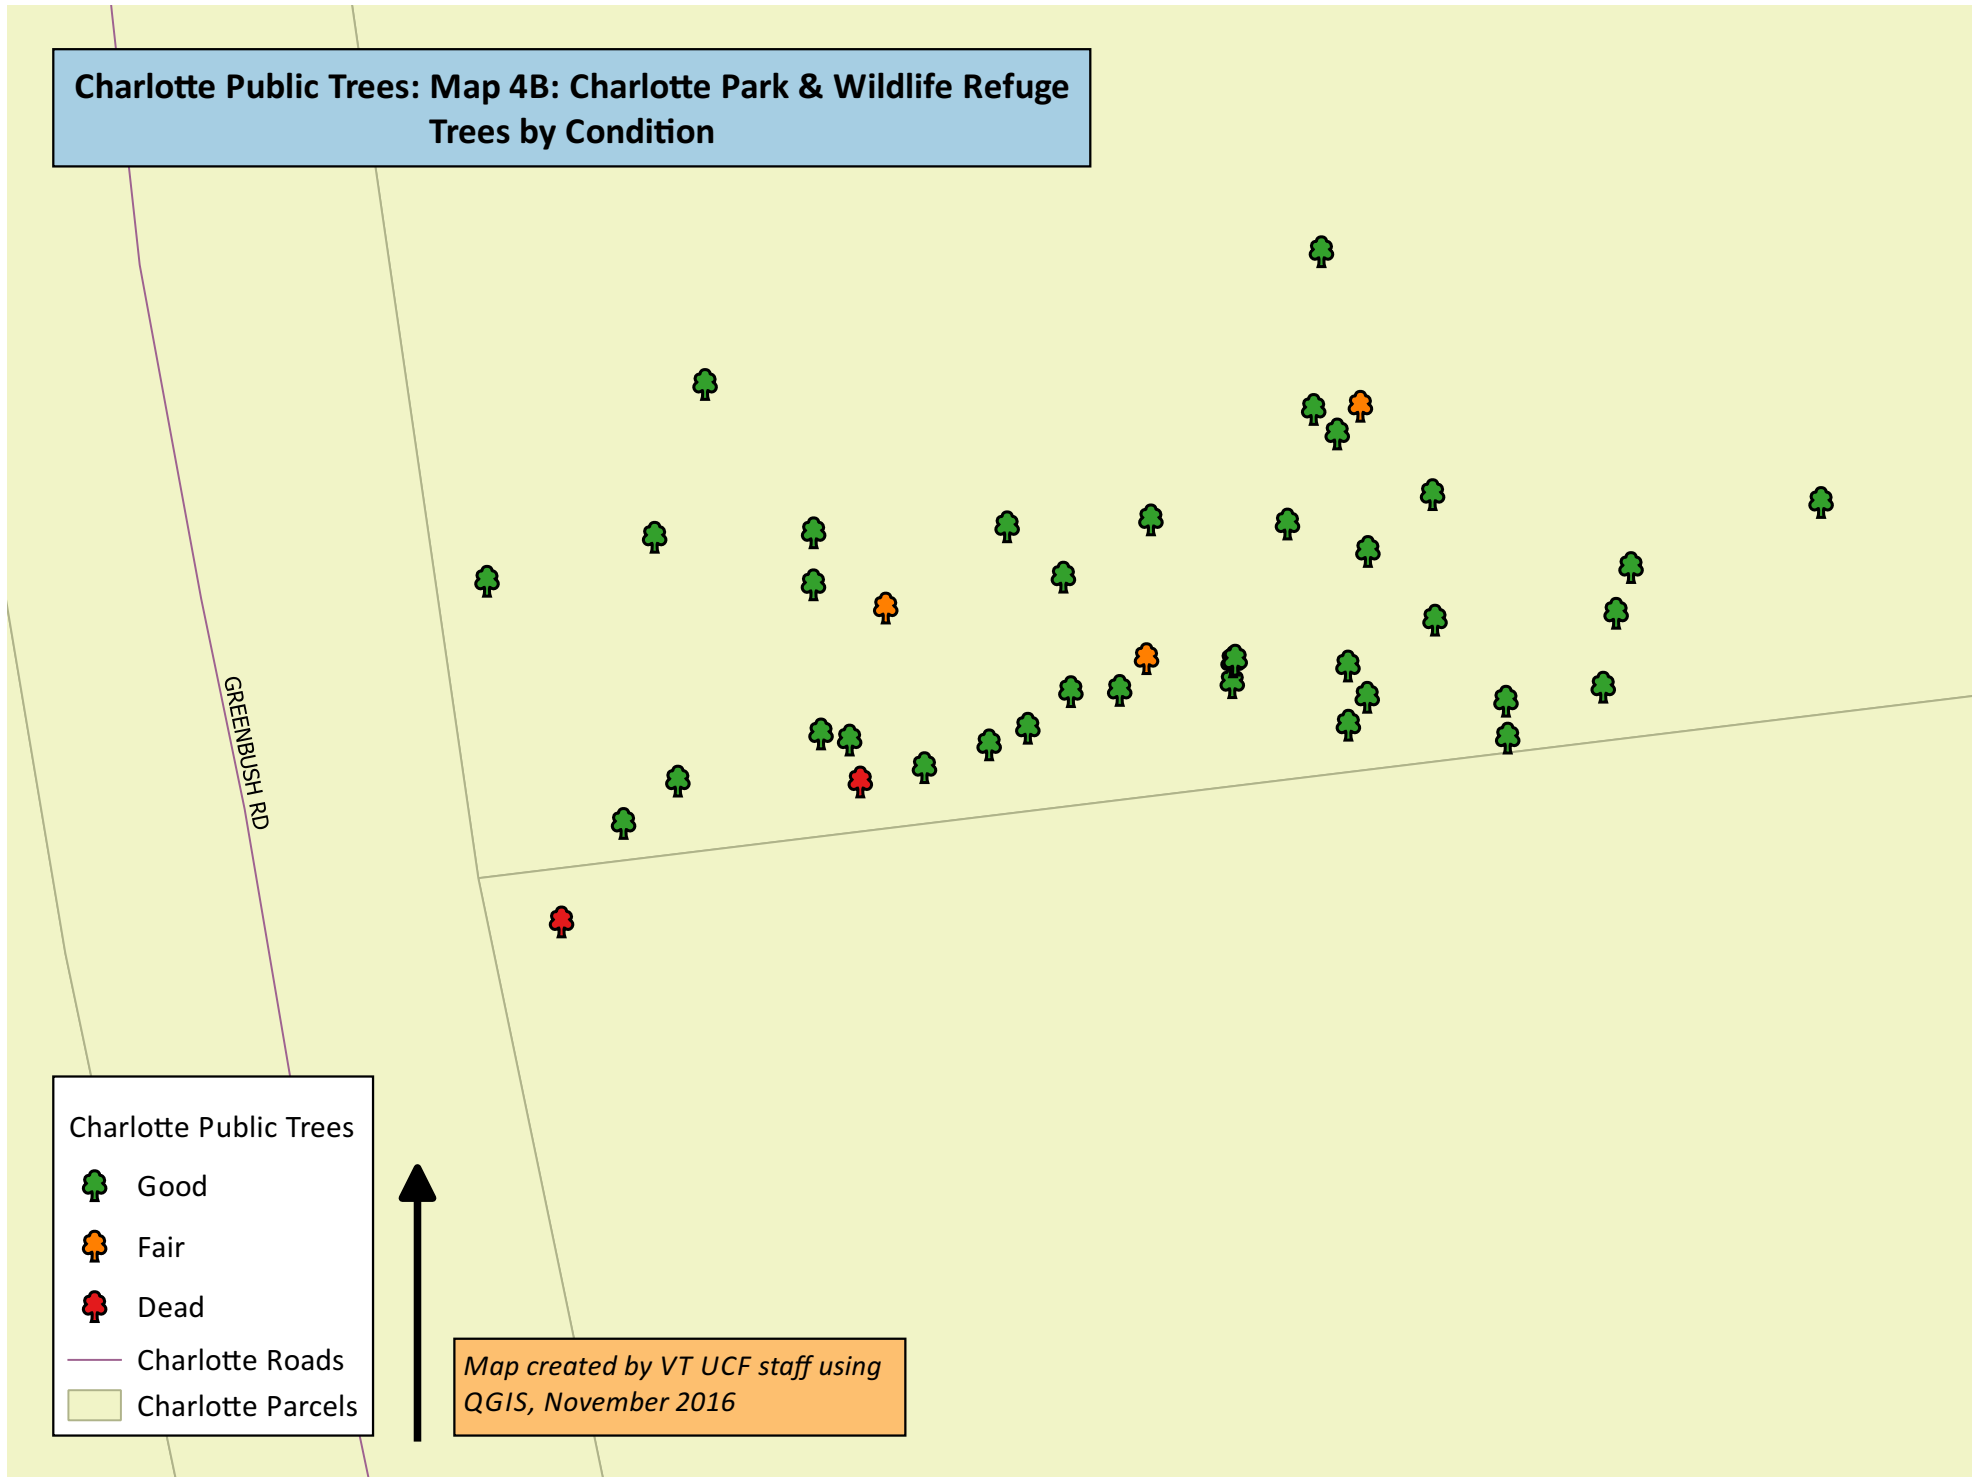 Charlotte Public Trees: Map 4B: Charlotte Park & Wildlife Refuge
Trees by Condition
GREENBUSH RD
Charlotte Public Trees
Good
Fair
Dead
Charlotte Roads
Charlotte Parcels
Map created by VT UCF staff using
QGIS, November 2016